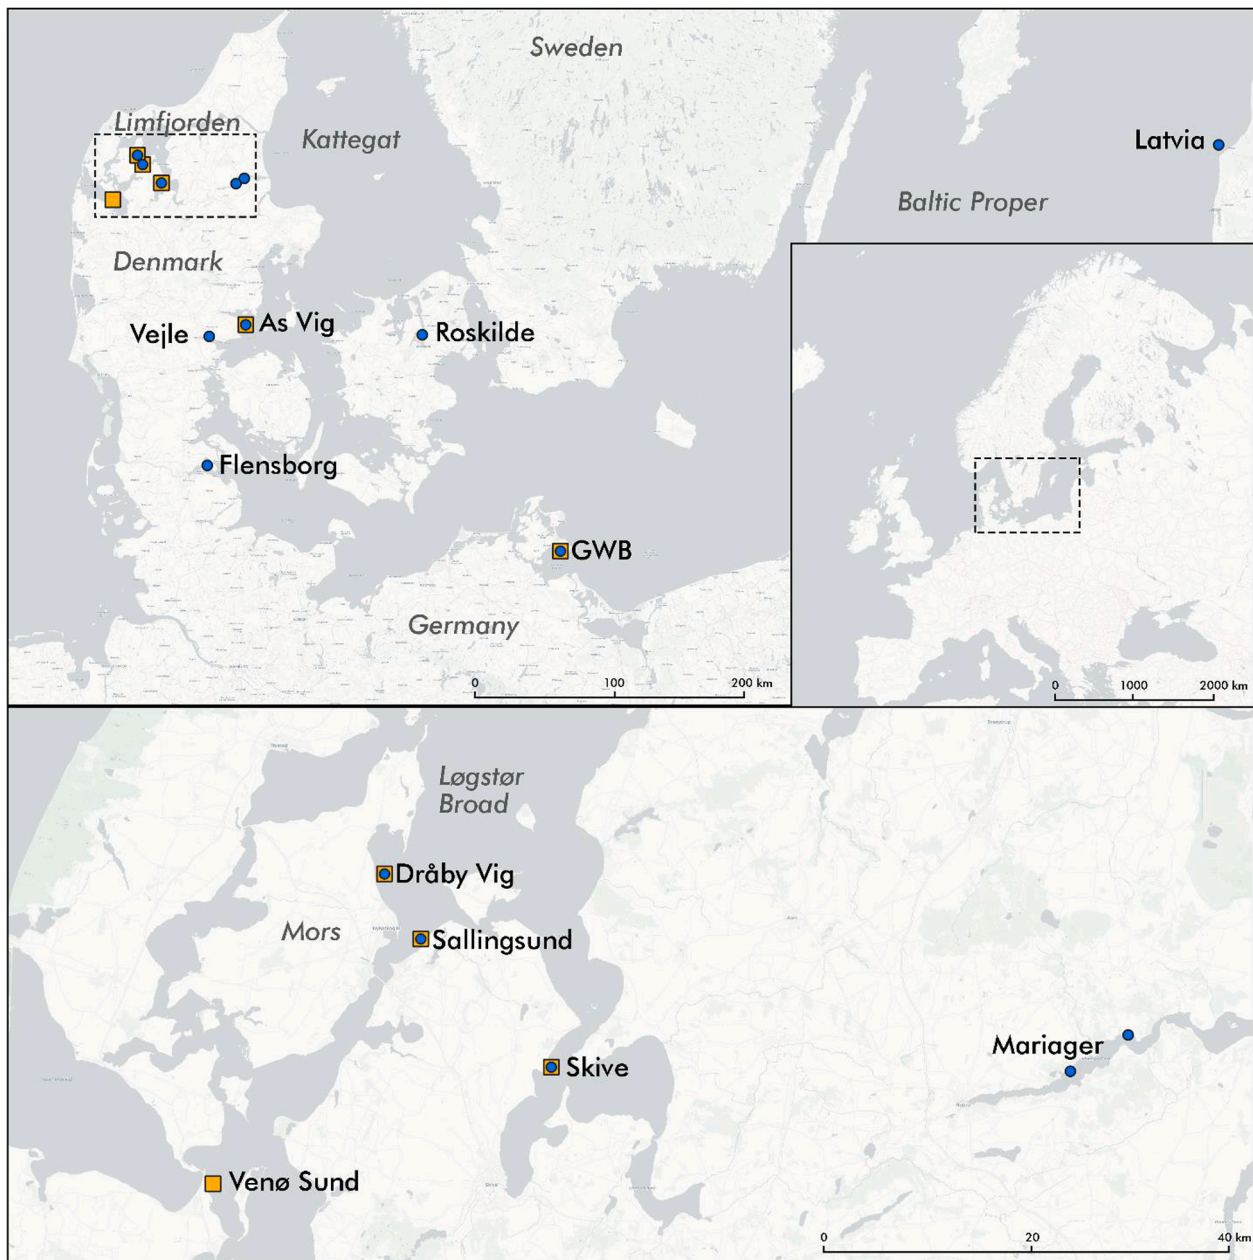 Sweden
Limfjorden
Kattegat
Latvia
Baltic Proper
Denmark
Vejle
As Vig
Roskilde
Flensborg
GWB
Germany
0 100 200 km
0 1000 2000 km
Løgstør
Broad
Dråby Vig
Mors
Sallingsund
Mariager
Skive
Venø Sund
0 20 40 km